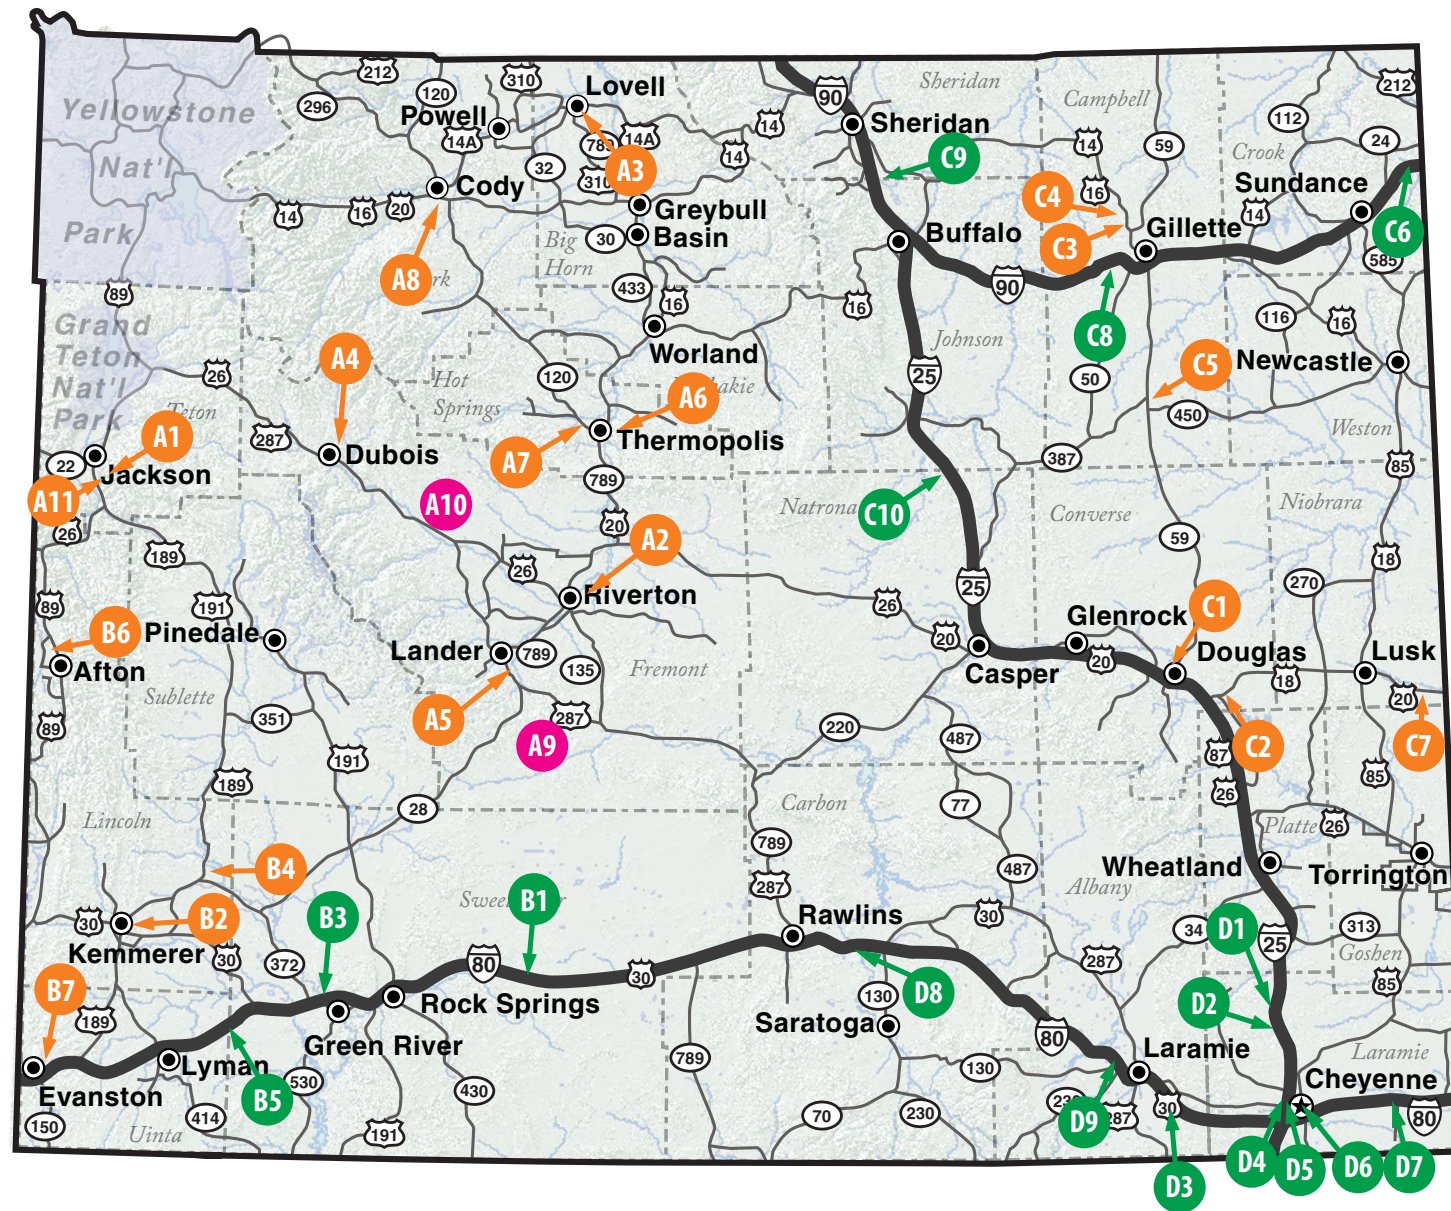 212
296
120
310
Lovell
Powell
14A
789
14A
32
310
A3
14
14
90
Sheridan
Sheridan
Campbell
C9
14
59
112
212
24
Crook
Sundance
Yellowstone
Nat'l
Park
Cody
14
16
20
Greybull
Basin
30
Big
Horn
C4
16
C3
Gillette
14
C6
585
A8
rk
433
16
Buffalo
90
16
C8
89
Grand
Teton
Nat'l
Park
26
A4
Worland
Johnson
116
16
Newcastle
Hot
Springs
120
A6
akie
25
50
C5
450
Teton
A1
287
Dubois
A7
Thermopolis
Weston
22
Jackson
A11
26
A10
789
387
85
Natrona
C10
Converse
Niobrara
20
A2
59
18
189
26
25
270
89
191
Riverton
26
C1
B6
Pinedale
Lander
789
135
Fremont
20
Casper
Glenrock
20
Douglas
Lusk
Afton
Sublette
18
20
A5
287
A9
89
351
220
487
87
C2
C7
191
189
28
Carbon
77
26
85
Lincoln
789
Platte
26
B4
287
487
Wheatland
Torrington
Albany
30
B2
Kemmerer
30
B3
Sweet
er
B1
Rawlins
30
34
D1
25
313
Goshen
372
80
30
287
85
B7
189
Rock Springs
D8
130
D2
Saratoga
Green River
80
Laramie
Laramie
Lyman
530
B5
789
130
Cheyenne
Evanston
430
414
D9
230
287
30
80
150
Uinta
191
70
230
D3
D4
D5
D6
D7